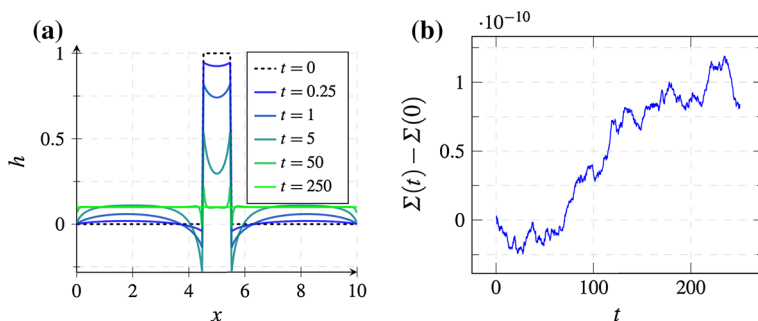 (a)
1
0.5
0
h
0
2
4
6
8
10
x
t = 0
t = 0.25
t = 1
t = 5
t = 50
t = 250
(b)
·10⁻¹⁰
1
0.5
0
Σ(t) − Σ(0)
0
100
200
t